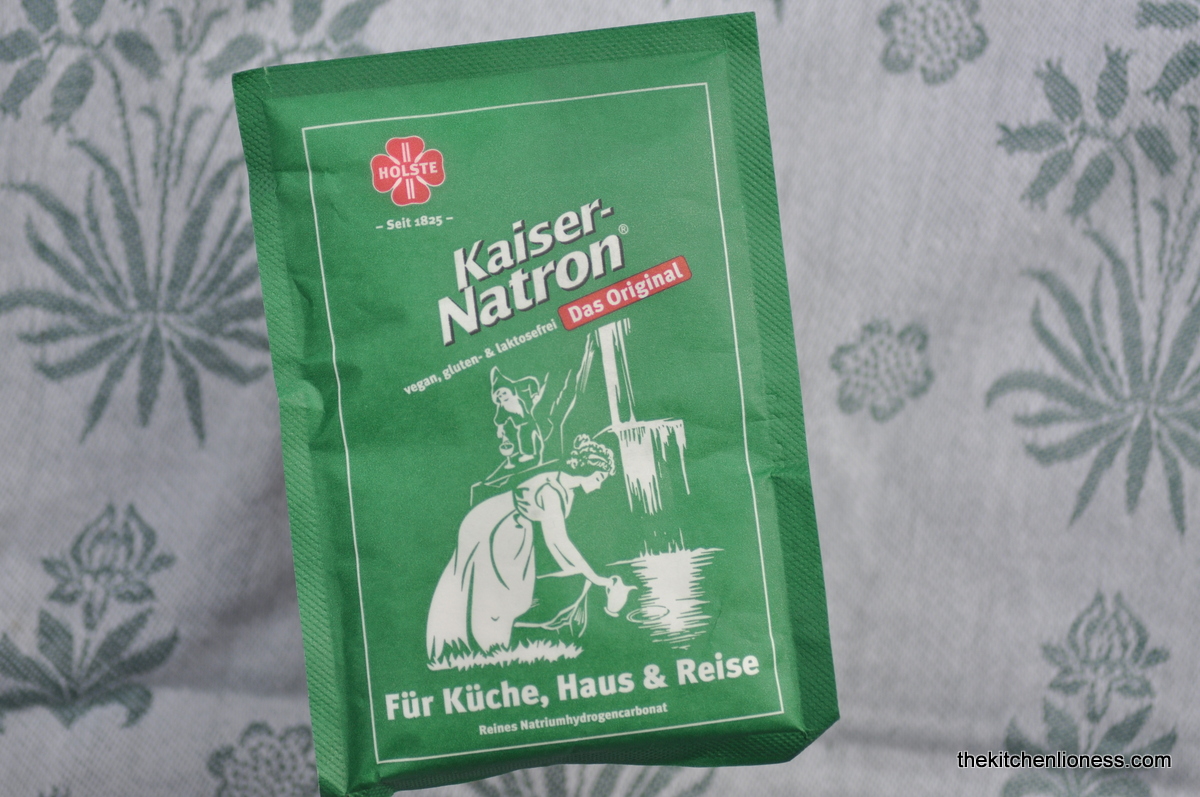 HOLSTE
– Seit 1825 –
Kaiser-
Natron®
Das Original
vegan, gluten- & laktosefrei
Für Küche, Haus & Reise
Reines Natriumhydrogencarbonat
thekitchenlioness.com